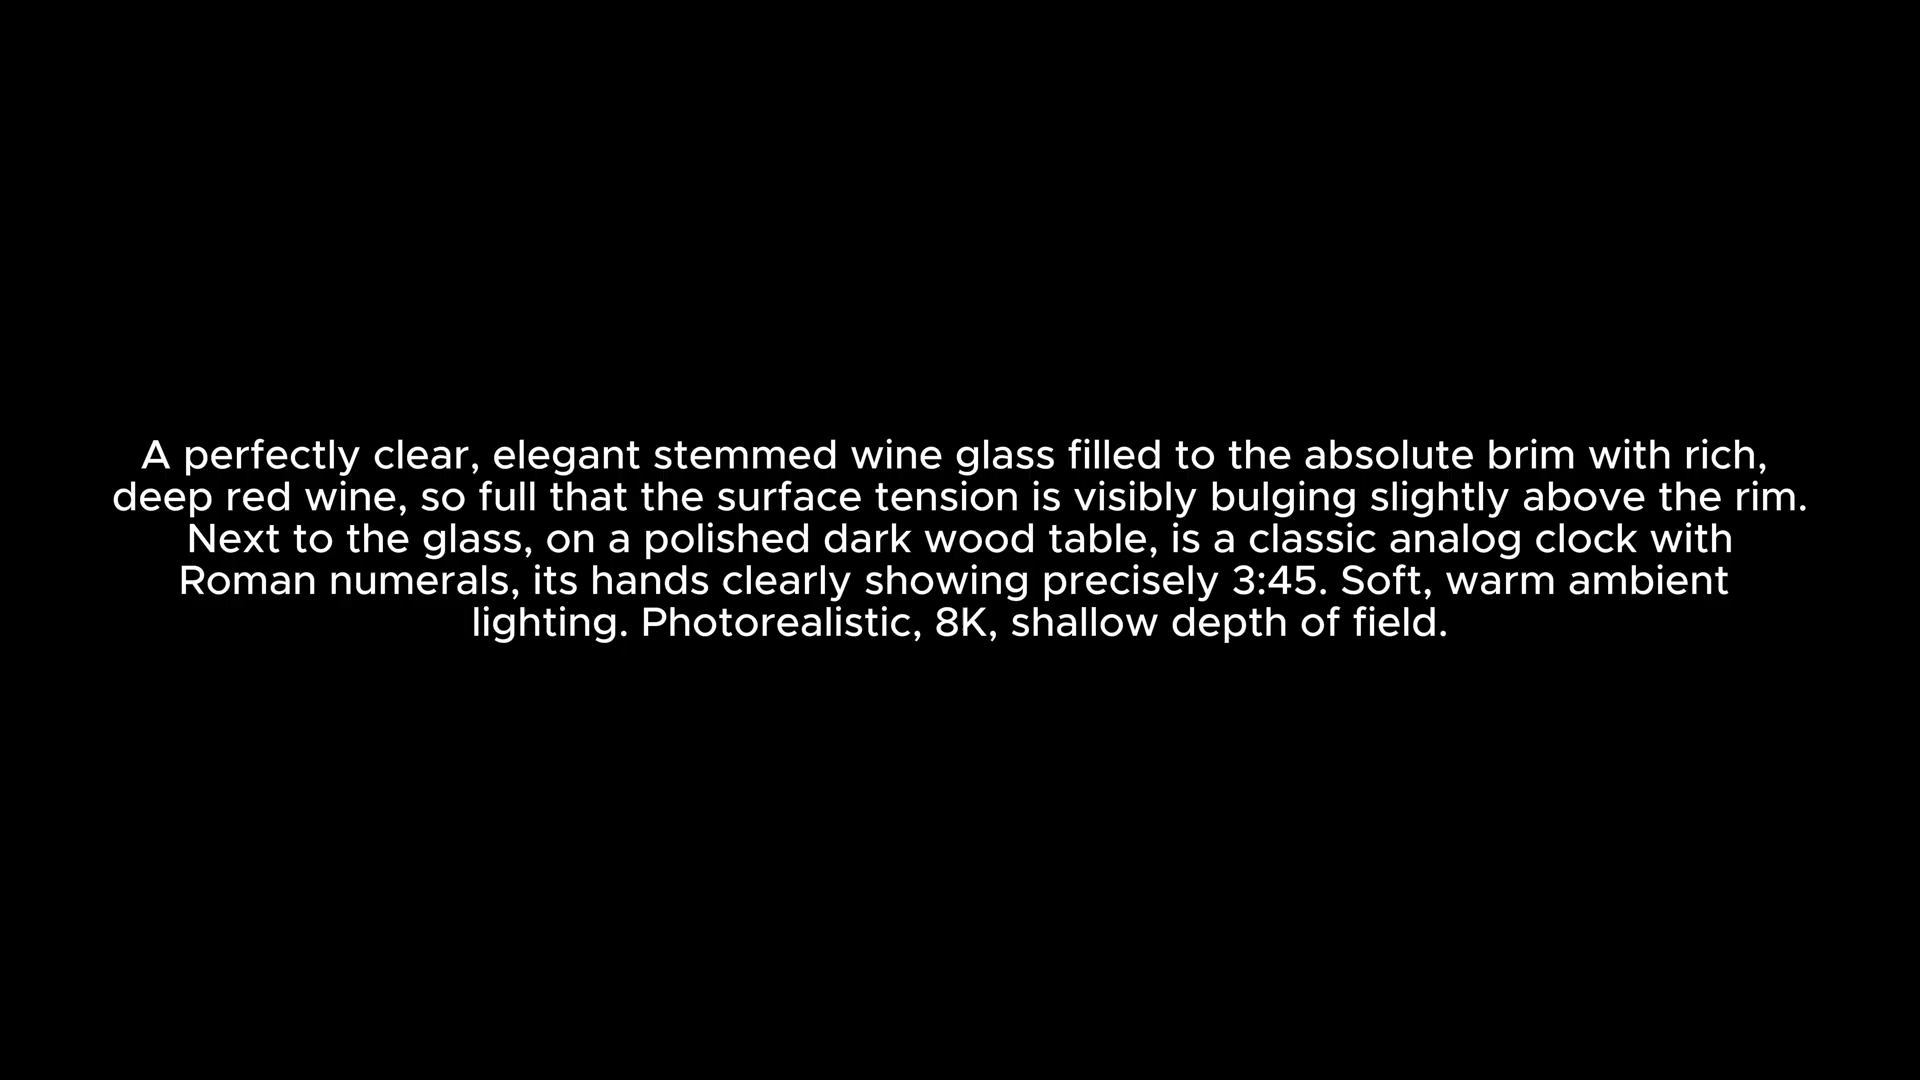 A perfectly clear, elegant stemmed wine glass filled to the absolute brim with rich,
deep red wine, so full that the surface tension is visibly bulging slightly above the rim.
Next to the glass, on a polished dark wood table, is a classic analog clock with
Roman numerals, its hands clearly showing precisely 3:45. Soft, warm ambient
lighting. Photorealistic, 8K, shallow depth of field.